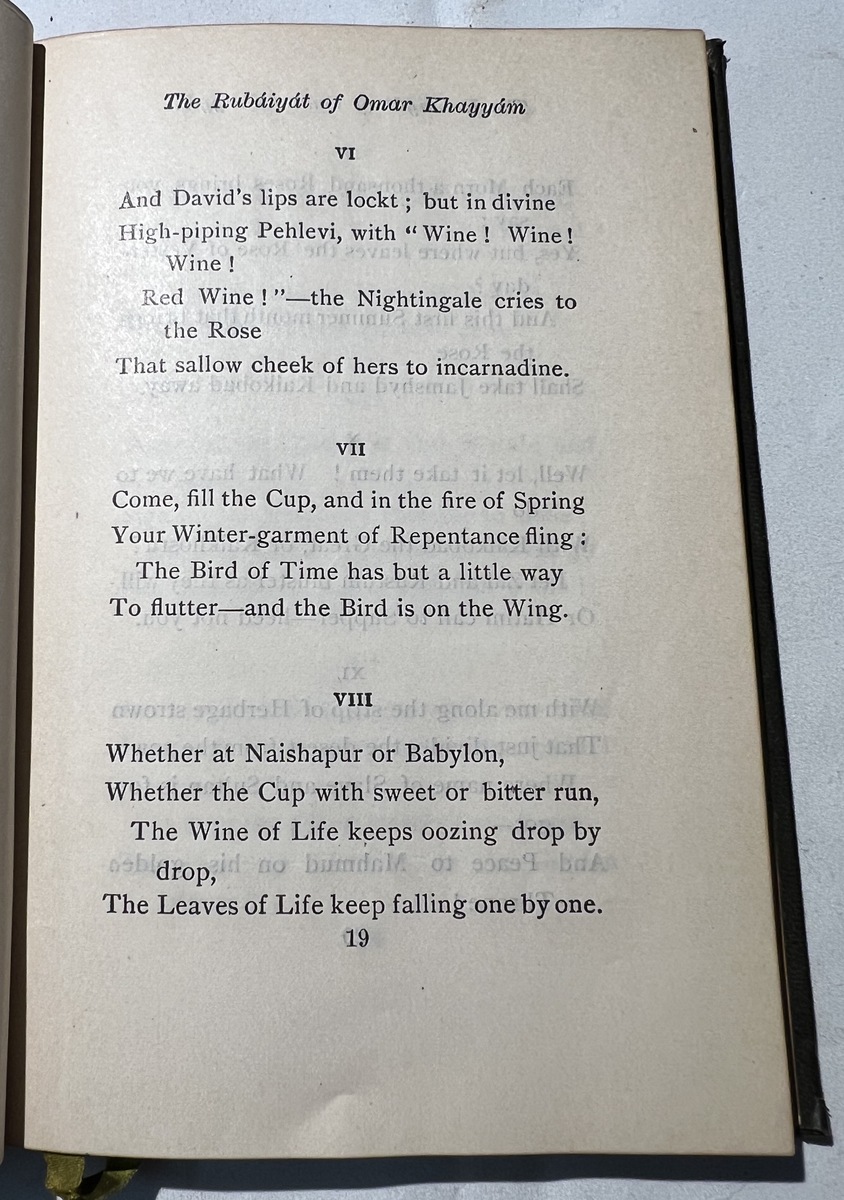 The Rubáiyát of Omar Khayyám
VI
And David's lips are lockt ; but in divine
High-piping Pehlevi, with “ Wine ! Wine !
Wine !
Red Wine ! ”—the Nightingale cries to
the Rose
That sallow cheek of hers to incarnadine.
VII
Come, fill the Cup, and in the fire of Spring
Your Winter-garment of Repentance fling :
The Bird of Time has but a little way
To flutter—and the Bird is on the Wing.
VIII
Whether at Naishapur or Babylon,
Whether the Cup with sweet or bitter run,
The Wine of Life keeps oozing drop by
drop,
The Leaves of Life keep falling one by one.
19